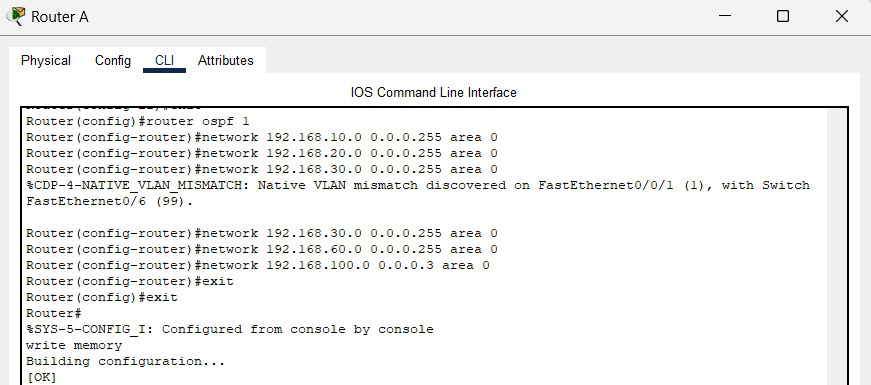 Router A
Physical Config CLI Attributes
IOS Command Line Interface
Router(config)#router ospf 1
Router(config-router)#network 192.168.10.0 0.0.0.255 area 0
Router(config-router)#network 192.168.20.0 0.0.0.255 area 0
Router(config-router)#network 192.168.30.0 0.0.0.255 area 0
%CDP-4-NATIVE_VLAN_MISMATCH: Native VLAN mismatch discovered on FastEthernet0/0/1 (1), with Switch
FastEthernet0/6 (99).
Router(config-router)#network 192.168.30.0 0.0.0.255 area 0
Router(config-router)#network 192.168.60.0 0.0.0.255 area 0
Router(config-router)#network 192.168.100.0 0.0.0.3 area 0
Router(config-router)#exit
Router(config)#exit
Router#
%SYS-5-CONFIG_I: Configured from console by console
write memory
Building configuration...
[OK]